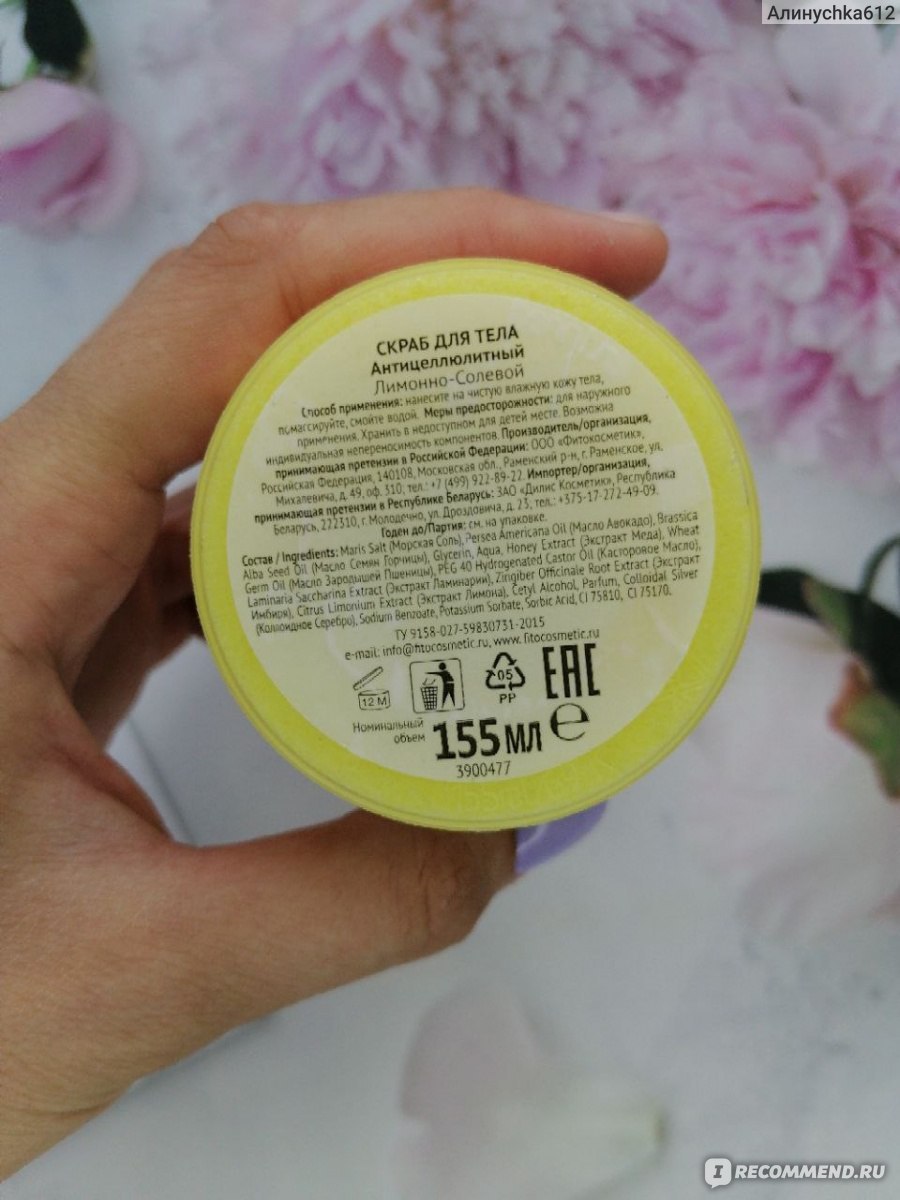 Алинychka612
СКРАБ ДЛЯ ТЕЛА
Антицеллюлитный
Лимонно-Солевой
Способ применения: нанесите на чистую влажную кожу тела,
помассируйте, смойте водой. Меры предосторожности: для наружного
применения. Хранить в недоступном для детей месте. Возможна
индивидуальная непереносимость компонентов. Производитель/организация,
принимающая претензии в Российской Федерации: ООО «Фитокосметик»,
Российская Федерация, 140108, Московская обл., Раменский р-н, г. Раменское, ул.
Михалевича, д. 49, оф. 310, тел.: +7 (499) 922-89-22. Импортер/организация,
принимающая претензии в Республике Беларусь: ЗАО «Дилис Косметик», Республика
Беларусь, 222310, г. Молодечно, ул. Дроздовича, д. 23, тел.: +375-17-272-49-09.
Годен до/Партия: см. на упаковке.
Состав / Ingredients: Maris Salt (Морская Соль), Persea Americana Oil (Масло Авокадо), Brassica
Alba Seed Oil (Масло Семян Горчицы), Glycerin, Aqua, Honey Extract (Экстракт Меда), Wheat
Germ Oil (Масло Зародышей Пшеницы), PEG 40 Hydrogenated Castor Oil (Касторовое Масло),
Laminaria Saccharina Extract (Экстракт Ламинарии), Zingiber Officinale Root Extract (Экстракт
Имбиря), Citrus Limonium Extract (Экстракт Лимона), Cetyl Alcohol, Parfum, Colloidal Silver
(Коллоидное Серебро), Sodium Benzoate, Potassium Sorbate, Sorbic Acid, CI 75810, CI 75170.
ТУ 9158-027-59830731-2015
e-mail: info@fitocosmetic.ru, www.fitocosmetic.ru
12 М
05
PP
EAC
Номинальный
объем
155 мл e
3900477
IRECOMMEND.RU